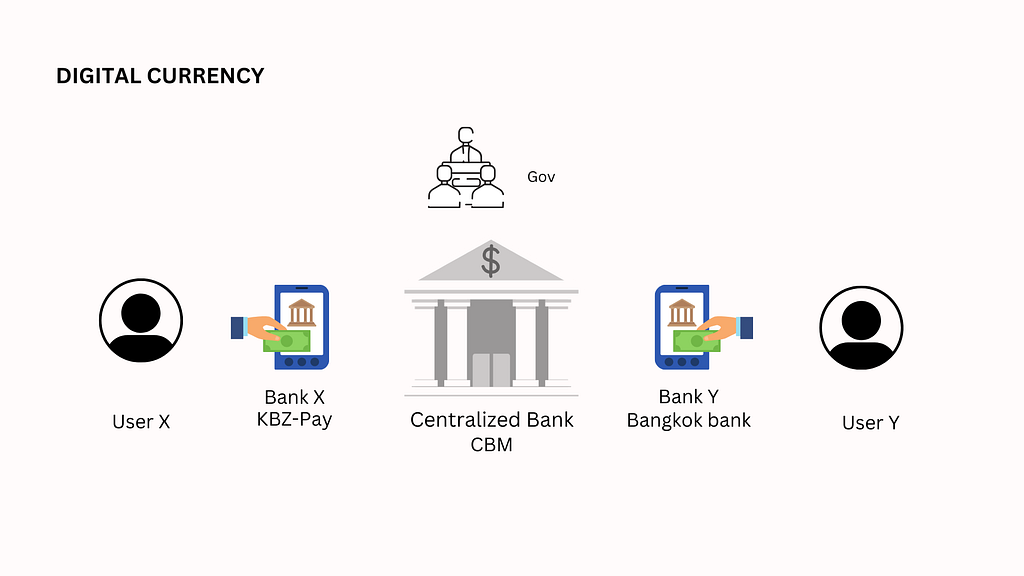 DIGITAL CURRENCY
Gov
$
User X
Bank X
KBZ-Pay
Centralized Bank
CBM
Bank Y
Bangkok bank
User Y